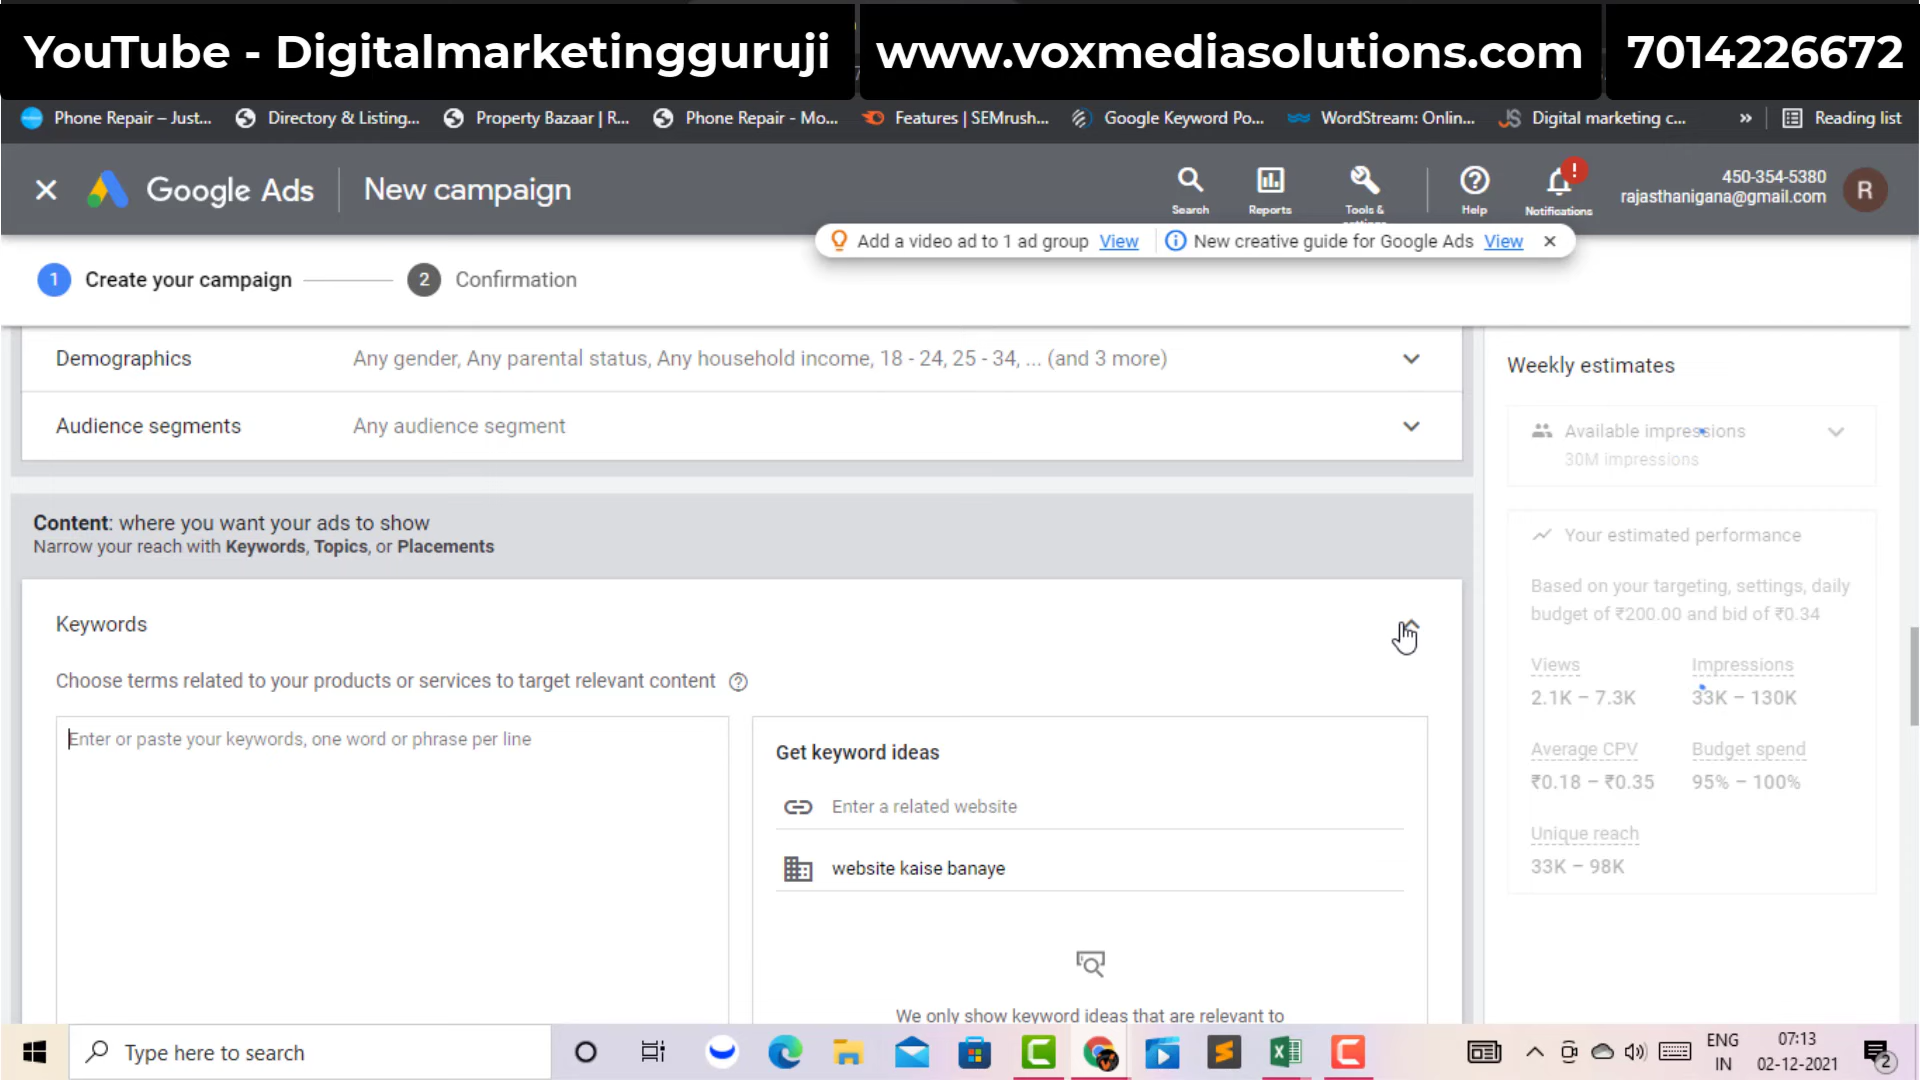 YouTube - Digitalmarketingguruji
www.voxmediasolutions.com
7014226672
Phone Repair – Just...
Directory & Listing...
Property Bazaar | R...
Phone Repair - Mo...
Features | SEMrush...
Google Keyword Po...
WordStream: Onlin...
Digital marketing c...
»
Reading list
Google Ads
New campaign
Search
Reports
Tools &
Help
Notifications
!
450-354-5380
rajasthanigana@gmail.com
R
Add a video ad to 1 ad group View
New creative guide for Google Ads View
1 Create your campaign
2 Confirmation
Demographics
Any gender, Any parental status, Any household income, 18 - 24, 25 - 34, ... (and 3 more)
Audience segments
Any audience segment
Content: where you want your ads to show
Narrow your reach with Keywords, Topics, or Placements
Keywords
Choose terms related to your products or services to target relevant content
Enter or paste your keywords, one word or phrase per line
Get keyword ideas
Enter a related website
website kaise banaye
We only show keyword ideas that are relevant to
Weekly estimates
Available impressions
30M impressions
Your estimated performance
Based on your targeting, settings, daily
budget of ₹200.00 and bid of ₹0.34
Views
Impressions
2.1K – 7.3K
33K – 130K
Average CPV
Budget spend
₹0.18 – ₹0.35
95% – 100%
Unique reach
33K – 98K
Type here to search
ENG
IN
07:13
02-12-2021
2